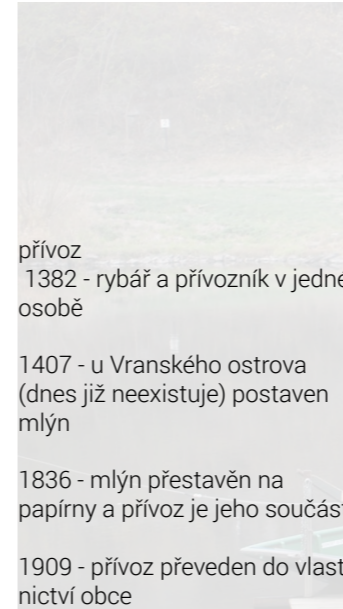 přívoz
1382 - rybář a přívozník v jedné
osobě
1407 - u Vranského ostrova
(dnes již neexistuje) postaven
mlýn
1836 - mlýn přestavěn na
papírny a přívoz je jeho součást
1909 - přívoz převeden do vlast
nictví obce